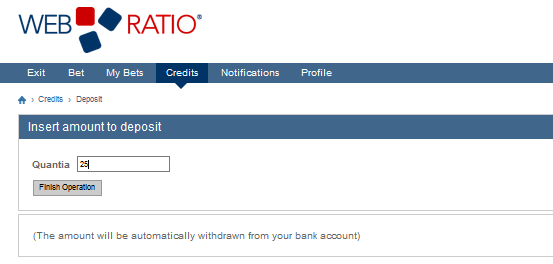 WEB RATIO®
Exit Bet My Bets Credits Notifications Profile
› Credits › Deposit
Insert amount to deposit
Quantia 25
Finish Operation
(The amount will be automatically withdrawn from your bank account)